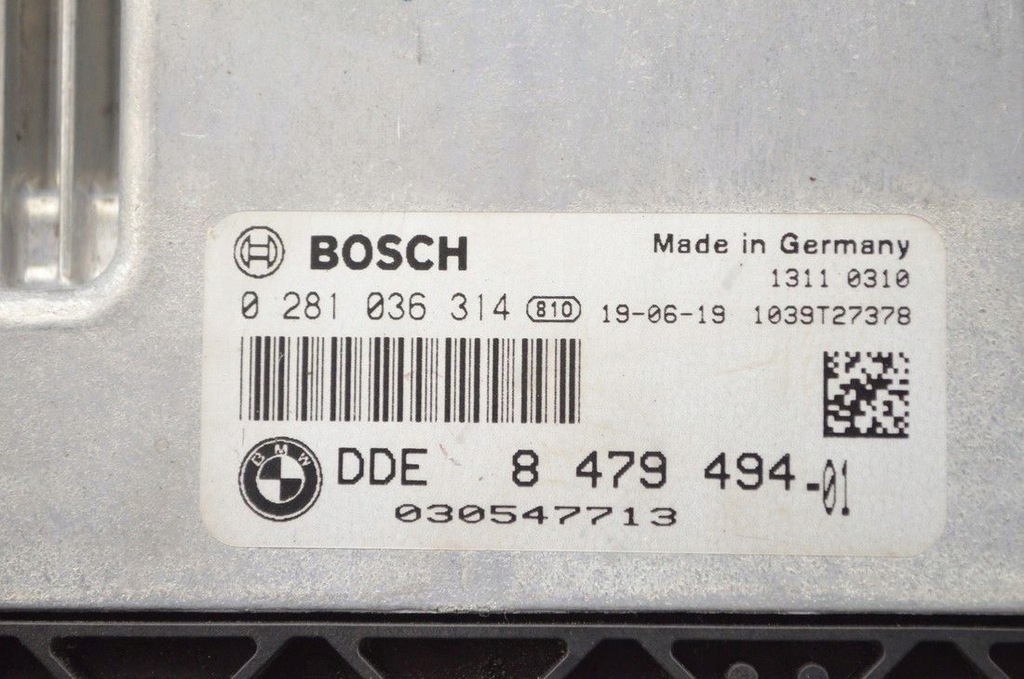 BOSCH Made in Germany
1311 0310
0 281 036 314 810 19-06-19 1039T27378
BMW DDE 8 479 494-01
030547713